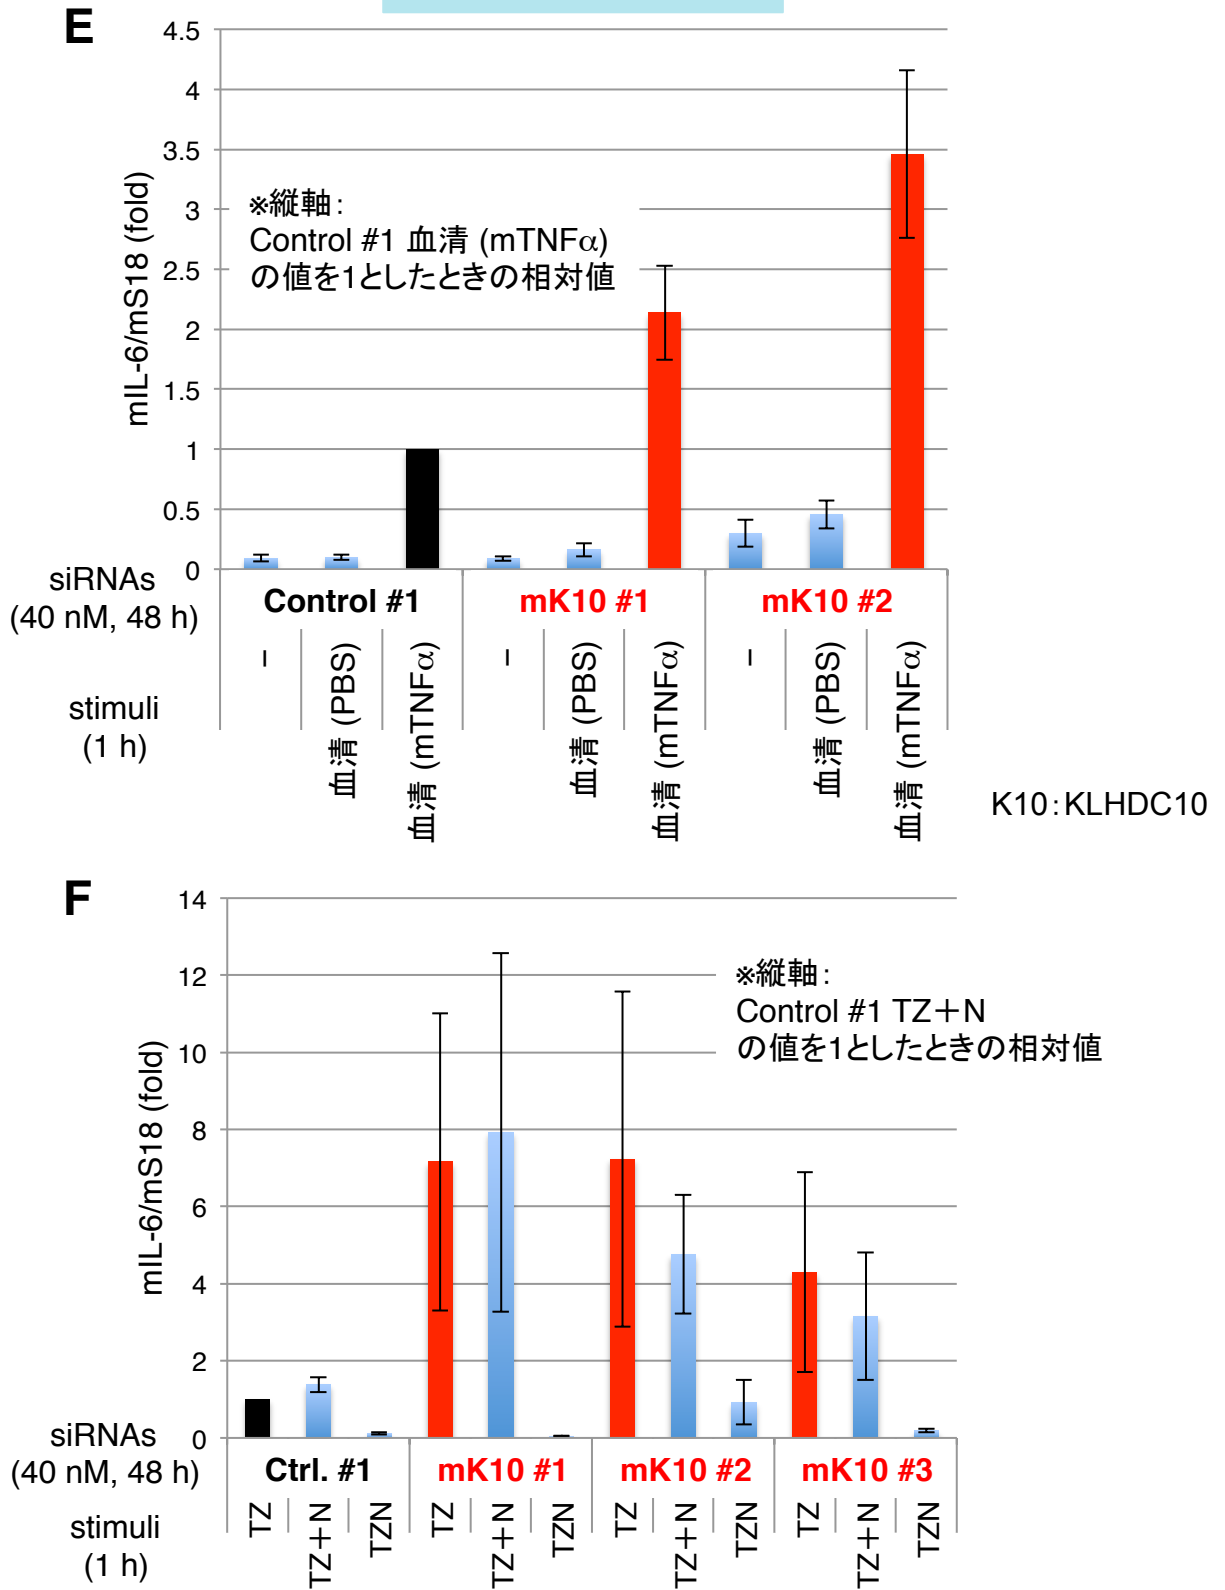 E
4.5
4
3.5
3
2.5
2
1.5
1
0.5
0
mIL-6/mS18 (fold)
※縦軸:
Control #1 血清 (mTNFα)
の値を1としたときの相対値
siRNAs
(40 nM, 48 h)
Control #1
mK10 #1
mK10 #2
stimuli
(1 h)
–
血清 (PBS)
血清 (mTNFα)
–
血清 (PBS)
血清 (mTNFα)
–
血清 (PBS)
血清 (mTNFα)
K10:KLHDC10
F
14
12
10
8
6
4
2
0
mIL-6/mS18 (fold)
※縦軸:
Control #1 TZ+N
の値を1としたときの相対値
siRNAs
(40 nM, 48 h)
Ctrl. #1
mK10 #1
mK10 #2
mK10 #3
stimuli
(1 h)
TZ
TZ+N
TZN
TZ
TZ+N
TZN
TZ
TZ+N
TZN
TZ
TZ+N
TZN